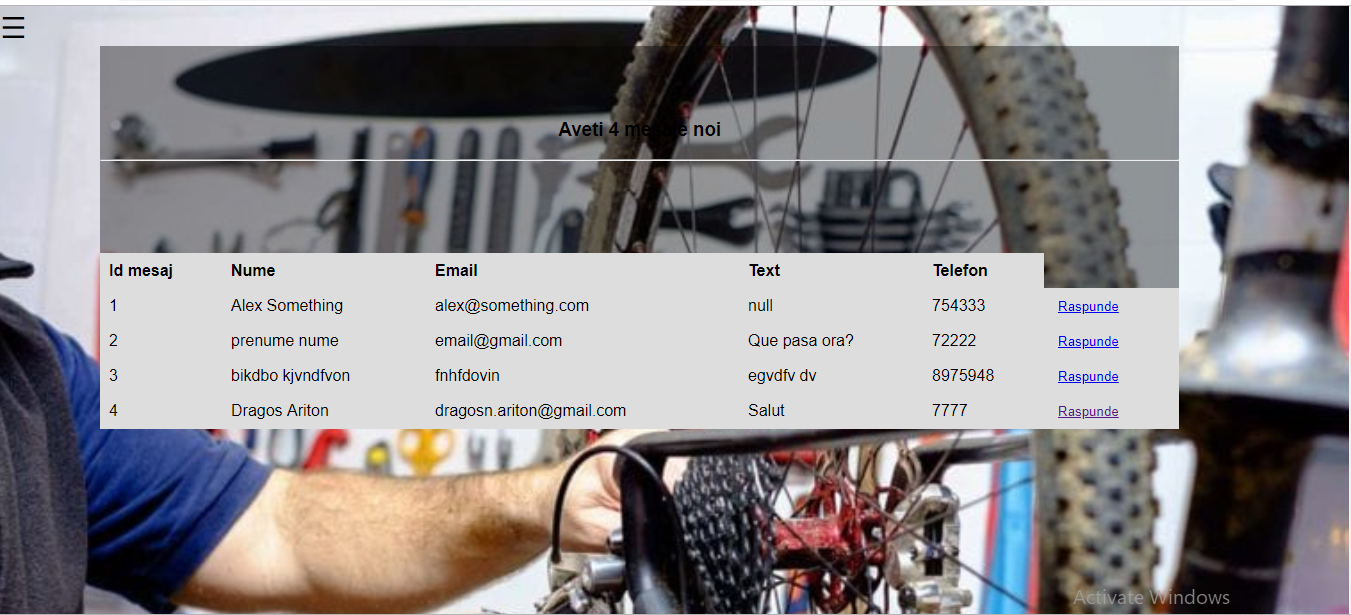 ☰
Aveti 4 mesaje noi
Id mesaj Nume Email Text Telefon
1 Alex Something alex@something.com null 754333 Raspunde
2 prenume nume email@gmail.com Que pasa ora? 72222 Raspunde
3 bikdbo kjvndfvon fnhfdovin egvdfv dv 8975948 Raspunde
4 Dragos Ariton dragosn.ariton@gmail.com Salut 7777 Raspunde
Activate Windows